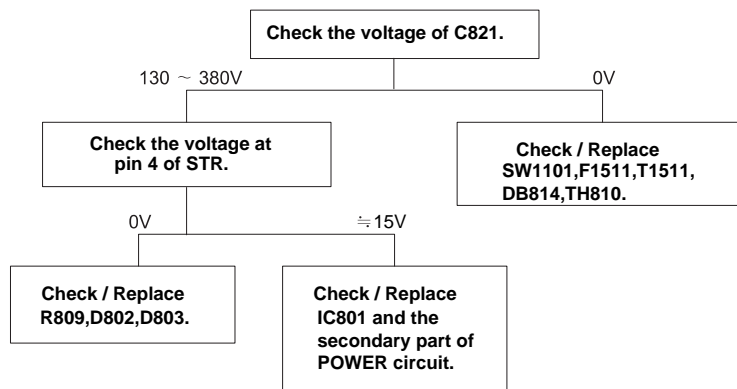 Check the voltage of C821.
130 ~ 380V
0V
Check the voltage at
pin 4 of STR.
Check / Replace
SW1101,F1511,T1511,
DB814,TH810.
0V
≒15V
Check / Replace
R809,D802,D803.
Check / Replace
IC801 and the
secondary part of
POWER circuit.